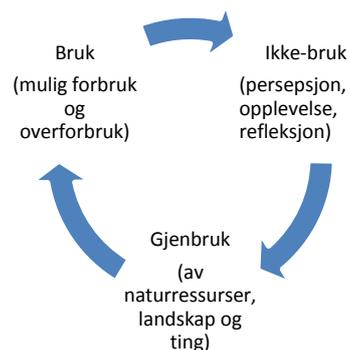 Bruk
(mulig forbruk
og
overforbruk)
Ikke-bruk
(persepsjon,
opplevelse,
refleksjon)
Gjenbruk
(av
naturressurser,
landskap og
ting)